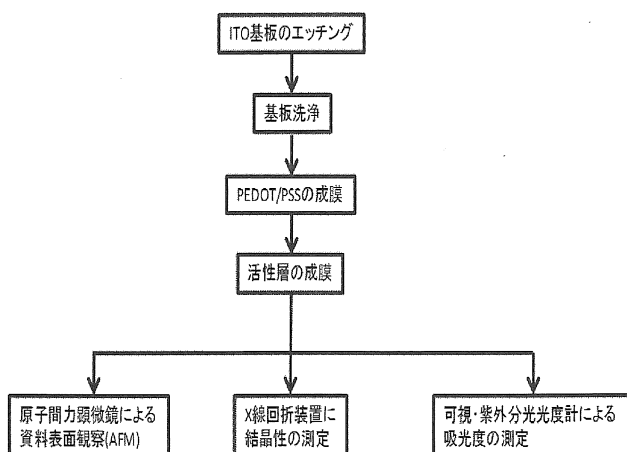 ITO基板のエッチング
基板洗浄
PEDOT/PSSの成膜
活性層の成膜
原子間力顕微鏡による
資料表面観察(AFM)
X線回折装置に
結晶性の測定
可視・紫外分光光度計による
吸光度の測定